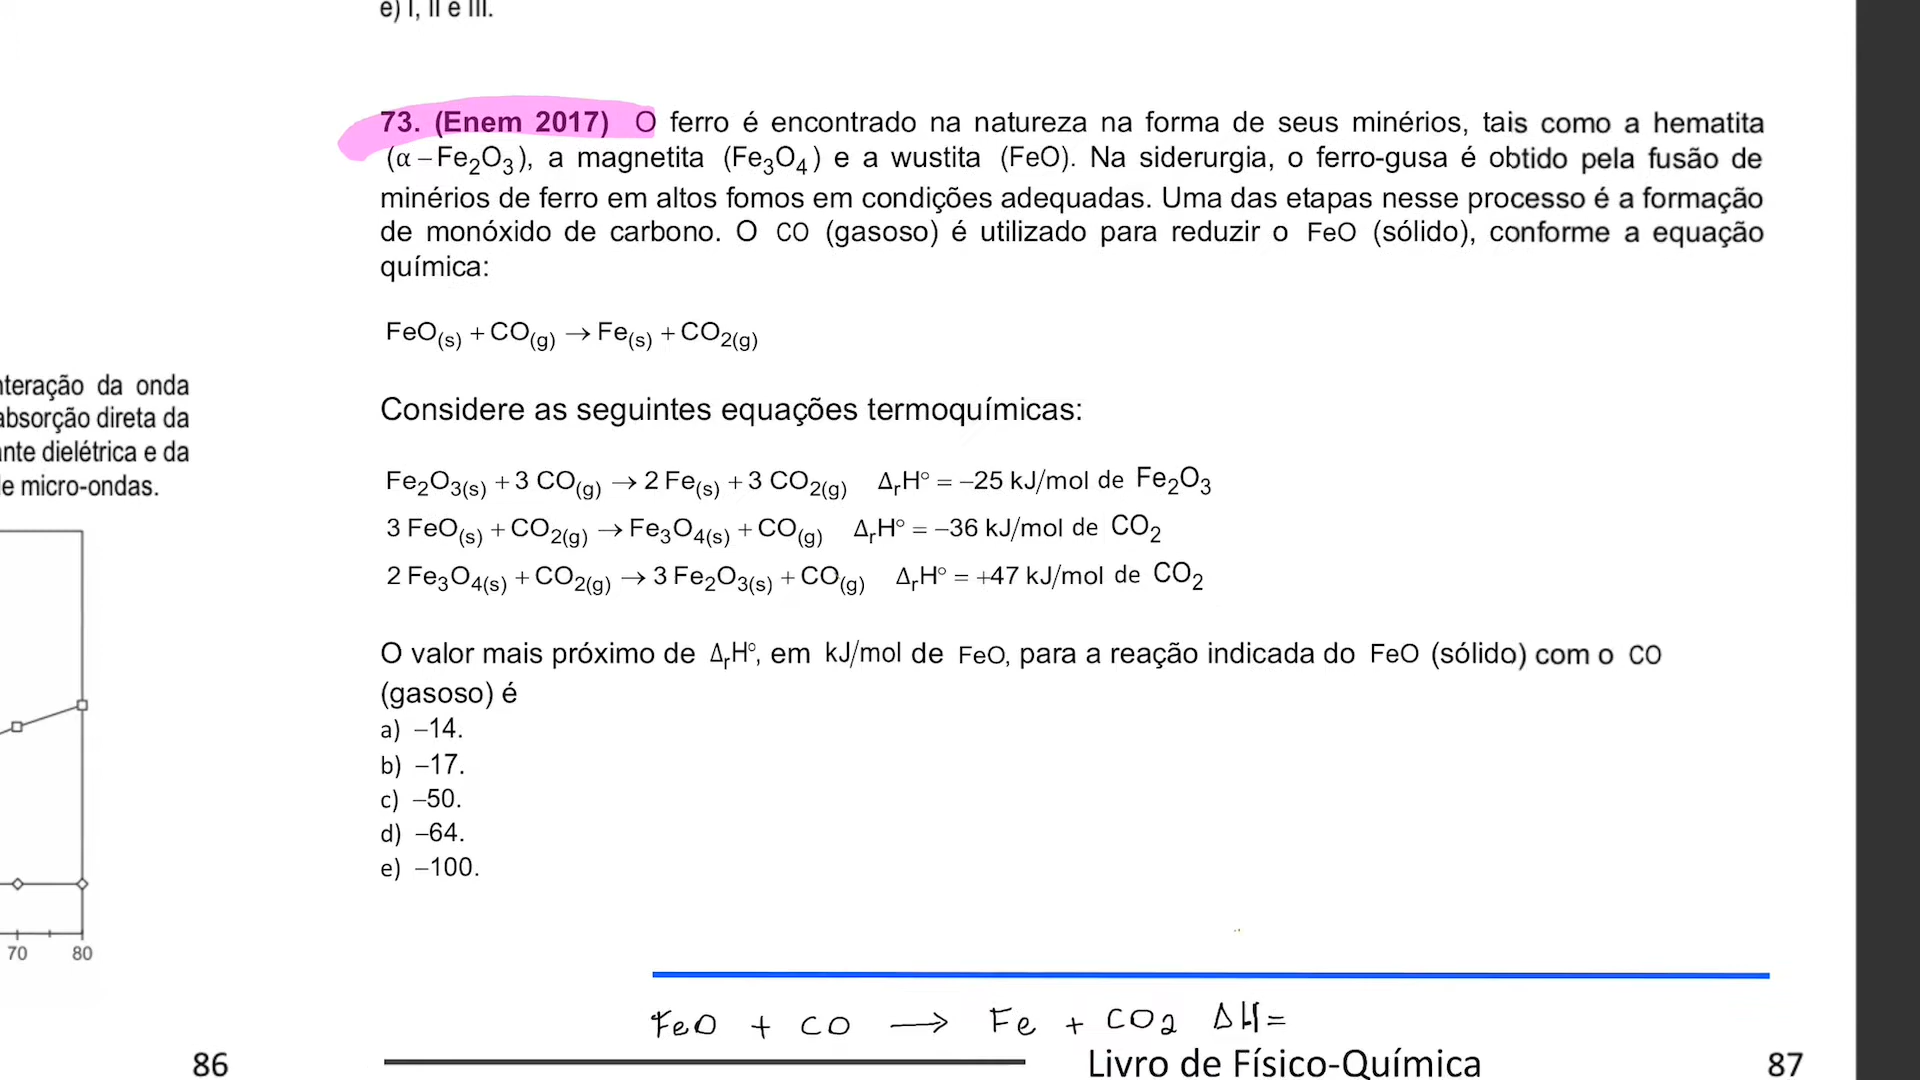 e) I, II e III.
73. (Enem 2017) O ferro é encontrado na natureza na forma de seus minérios, tais como a hematita
(α – Fe₂O₃), a magnetita (Fe₃O₄) e a wustita (FeO). Na siderurgia, o ferro-gusa é obtido pela fusão de
minérios de ferro em altos fornos em condições adequadas. Uma das etapas nesse processo é a formação
de monóxido de carbono. O CO (gasoso) é utilizado para reduzir o FeO (sólido), conforme a equação
química:
FeO(s) + CO(g) → Fe(s) + CO₂(g)
Considere as seguintes equações termoquímicas:
Fe₂O₃(s) + 3 CO(g) → 2 Fe(s) + 3 CO₂(g) ΔrH° = –25 kJ/mol de Fe₂O₃
3 FeO(s) + CO₂(g) → Fe₃O₄(s) + CO(g) ΔrH° = –36 kJ/mol de CO₂
2 Fe₃O₄(s) + CO₂(g) → 3 Fe₂O₃(s) + CO(g) ΔrH° = +47 kJ/mol de CO₂
O valor mais próximo de ΔrH°, em kJ/mol de FeO, para a reação indicada do FeO (sólido) com o CO
(gasoso) é
a) –14.
b) –17.
c) –50.
d) –64.
e) –100.
nteração da onda
absorção direta da
ante dielétrica e da
e micro-ondas.
70 80
FeO + CO → Fe + CO₂ ΔH=
86
Livro de Físico-Química 87